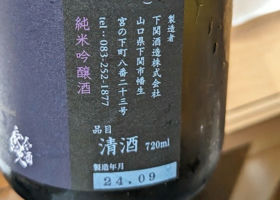 製造者
下関酒造株式会社
山口県下関市幡生
宮の下町八番二十三号
tel:083-252-1877
純米吟醸酒
品目
清酒 720ml
製造年月
24.09